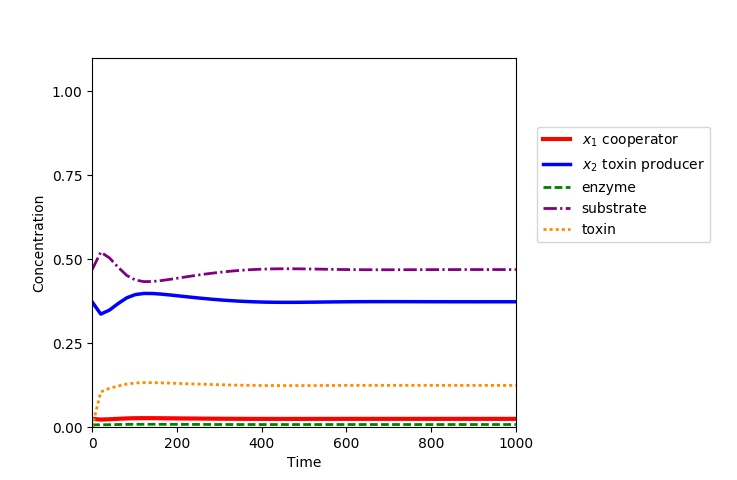 1.00
0.75
0.50
0.25
0.00
Concentration
0 200 400 600 800 1000
Time
x₁ cooperator
x₂ toxin producer
enzyme
substrate
toxin